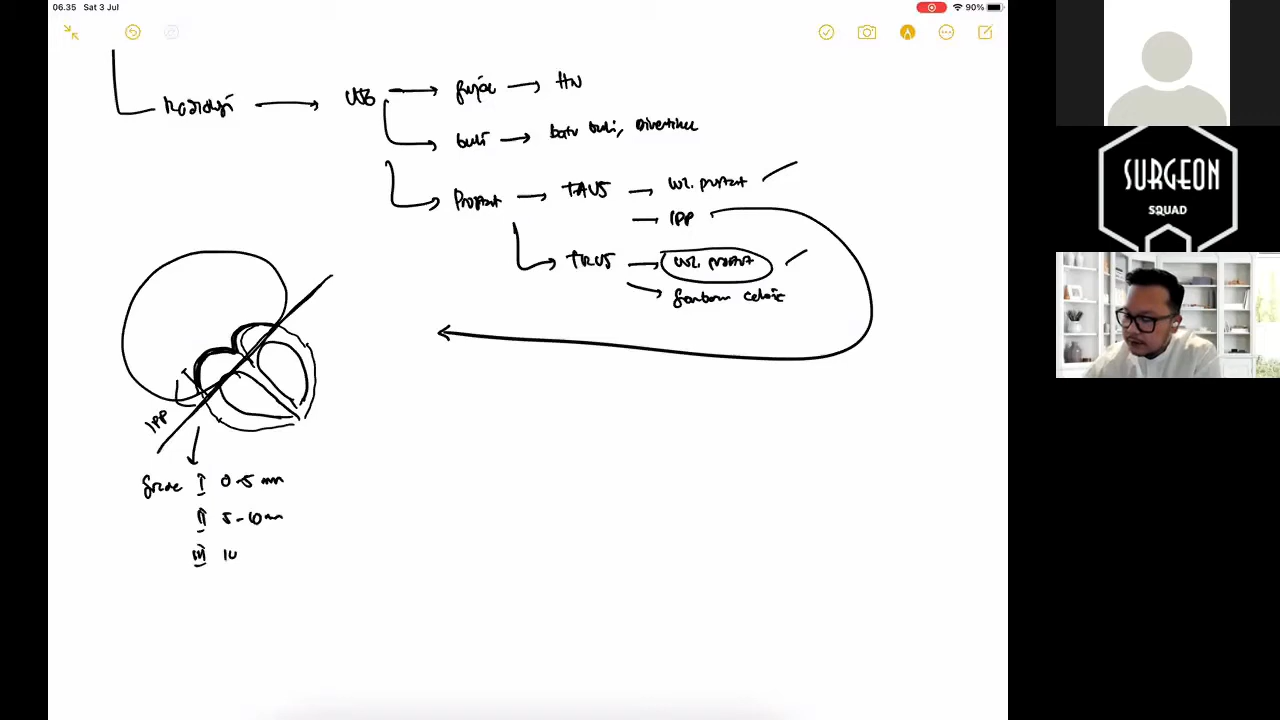 06.35 Sat 3 Jul
90%
Radiologi → USG → ginjal → HN
buli → batu buli, Divertikel
Prostat → TAUS → vol. prostat
→ IPP
TRUS → vol. prostat
gambaran
IPP
Grade I 0-5 mm
II 5-10 mm
III 10
SURGEON
SQUAD